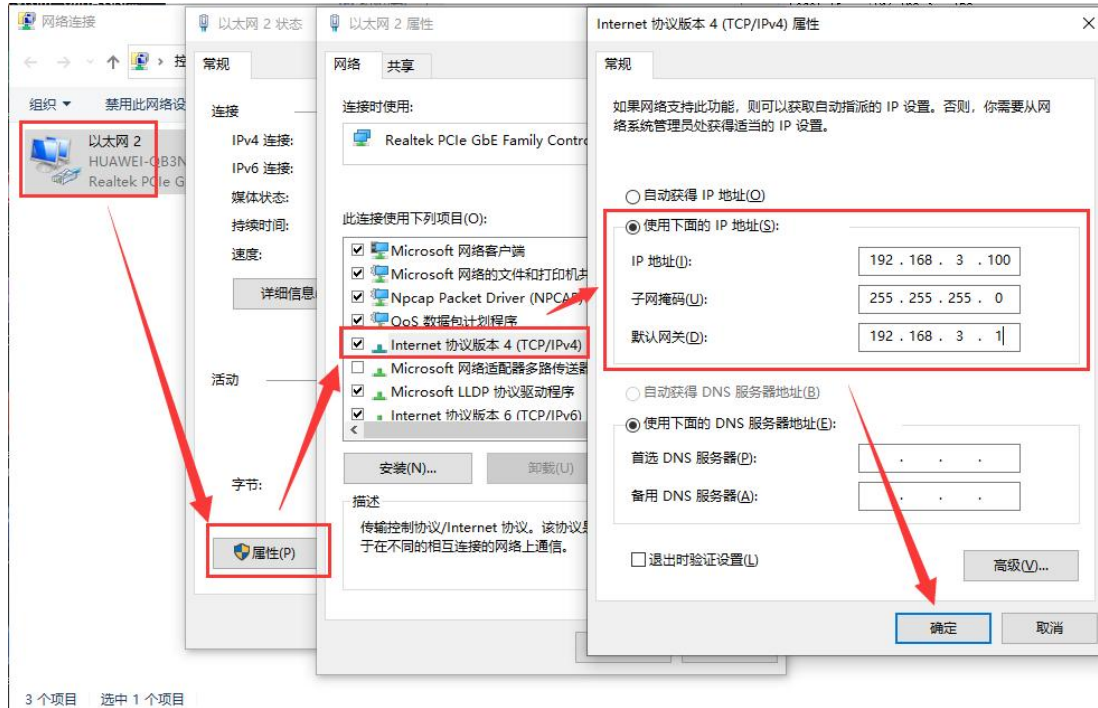 网络连接
以太网 2 状态
以太网 2 属性
Internet 协议版本 4 (TCP/IPv4) 属性
控
常规
网络
共享
常规
组织
禁用此网络设
以太网 2
HUAWEI-QB3N
Realtek PCIe G
连接
IPv4 连接:
IPv6 连接:
媒体状态:
持续时间:
速度:
详细信息
活动
字节:
属性(P)
连接时使用:
Realtek PCIe GbE Family Contro
此连接使用下列项目(O):
Microsoft 网络客户端
Microsoft 网络的文件和打印机共
Npcap Packet Driver (NPCAP)
QoS 数据包计划程序
Internet 协议版本 4 (TCP/IPv4)
Microsoft 网络适配器多路传送器
Microsoft LLDP 协议驱动程序
Internet 协议版本 6 (TCP/IPv6)
安装(N)...
卸载(U)
描述
传输控制协议/Internet 协议。该协议是
于在不同的相互连接的网络上通信。
如果网络支持此功能，则可以获取自动指派的 IP 设置。否则，你需要从网
络系统管理员处获得适当的 IP 设置。
自动获得 IP 地址(O)
使用下面的 IP 地址(S):
IP 地址(I):
192 . 168 . 3 . 100
子网掩码(U):
255 . 255 . 255 . 0
默认网关(D):
192 . 168 . 3 . 1
自动获得 DNS 服务器地址(B)
使用下面的 DNS 服务器地址(E):
首选 DNS 服务器(P):
. . .
备用 DNS 服务器(A):
. . .
退出时验证设置(L)
高级(V)...
确定
取消
3 个项目
选中 1 个项目